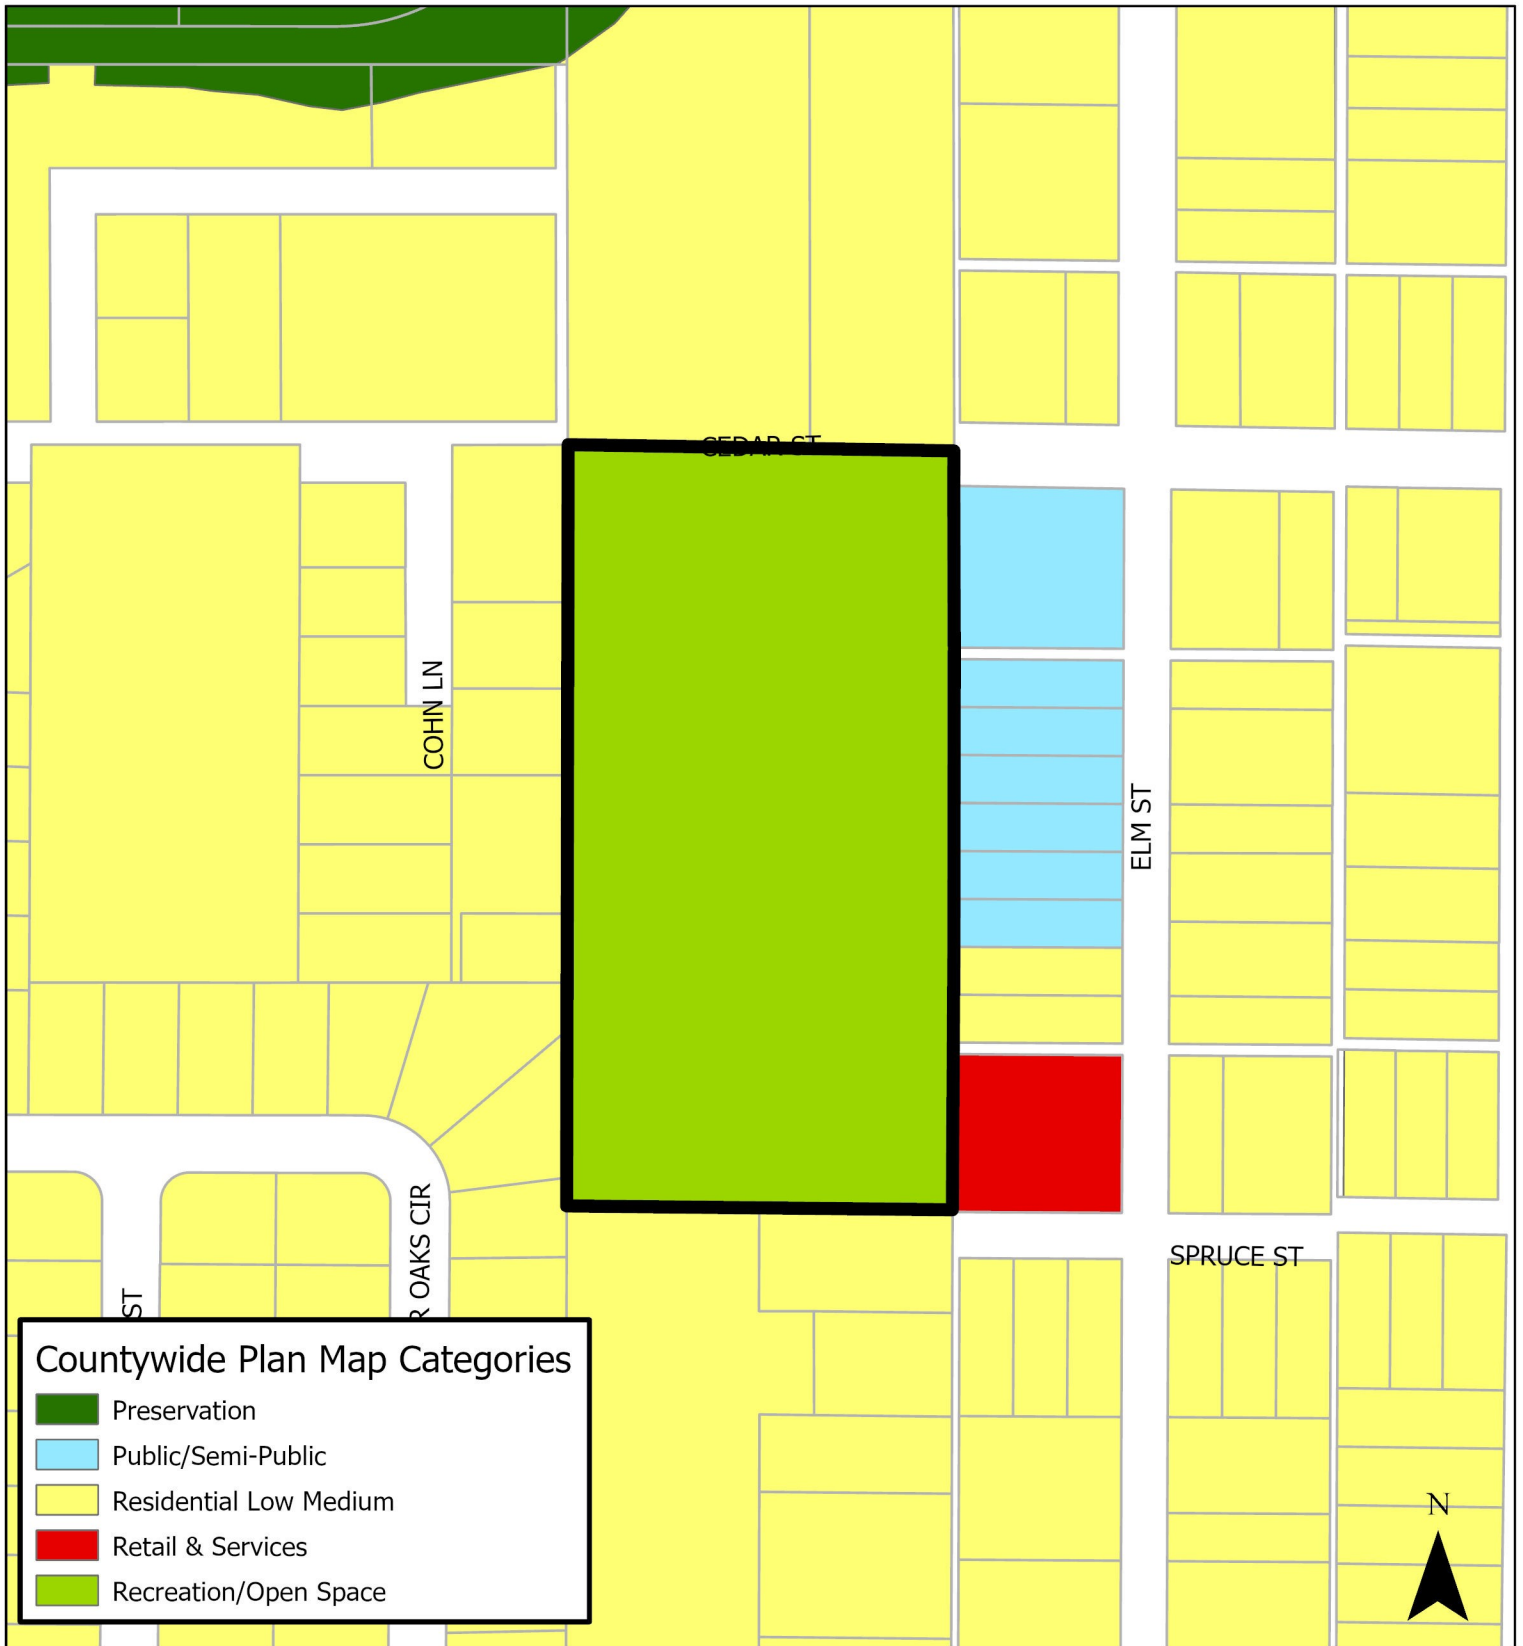 CEDAR ST
COHN LN
ELM ST
R OAKS CIR
SPRUCE ST
ST
Countywide Plan Map Categories
Preservation
Public/Semi-Public
Residential Low Medium
Retail & Services
Recreation/Open Space
N